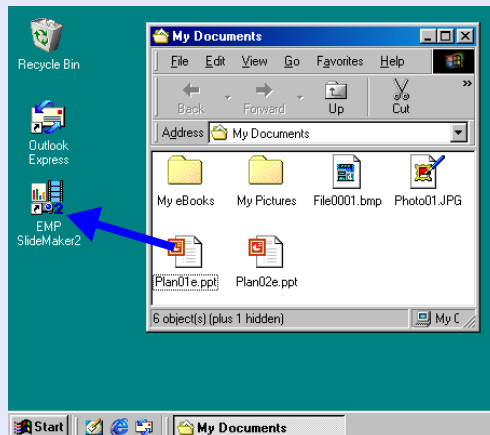 Recycle Bin
Outlook
Express
EMP
SlideMaker2
My Documents
File Edit View Go Favorites Help
Back Forward Up Cut »
Address My Documents
My eBooks My Pictures File0001.bmp Photo01.JPG
Plan01e.ppt Plan02e.ppt
6 object(s) (plus 1 hidden) My C
Start My Documents